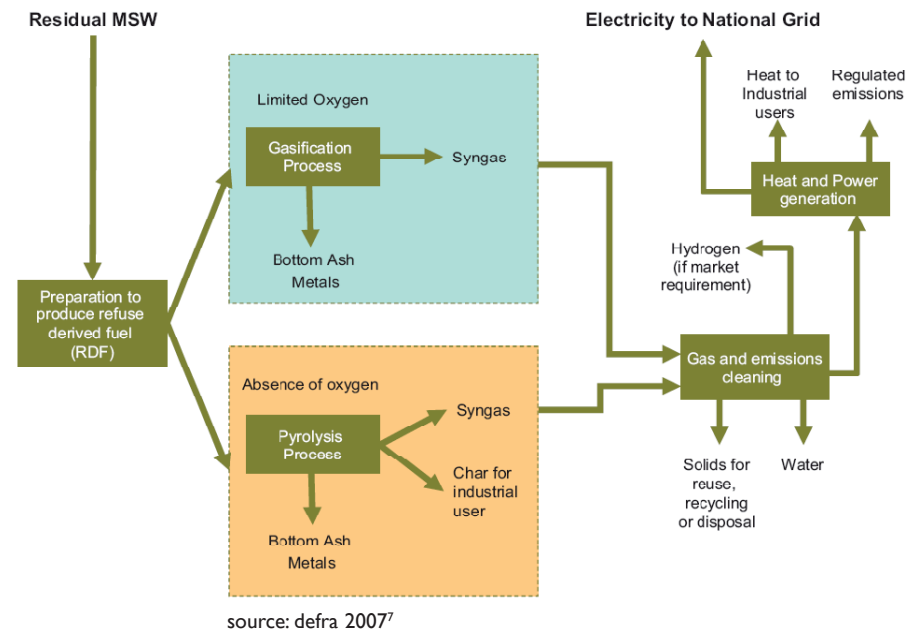 Residual MSW
Electricity to National Grid
Limited Oxygen
Gasification
Process
Syngas
Bottom Ash
Metals
Heat to
Industrial
users
Regulated
emissions
Heat and Power
generation
Hydrogen
(if market
requirement)
Preparation to
produce refuse
derived fuel
(RDF)
Gas and emissions
cleaning
Absence of oxygen
Pyrolysis
Process
Syngas
Char for
industrial
user
Bottom Ash
Metals
Solids for
reuse,
recycling
or disposal
Water
source: defra 2007⁷